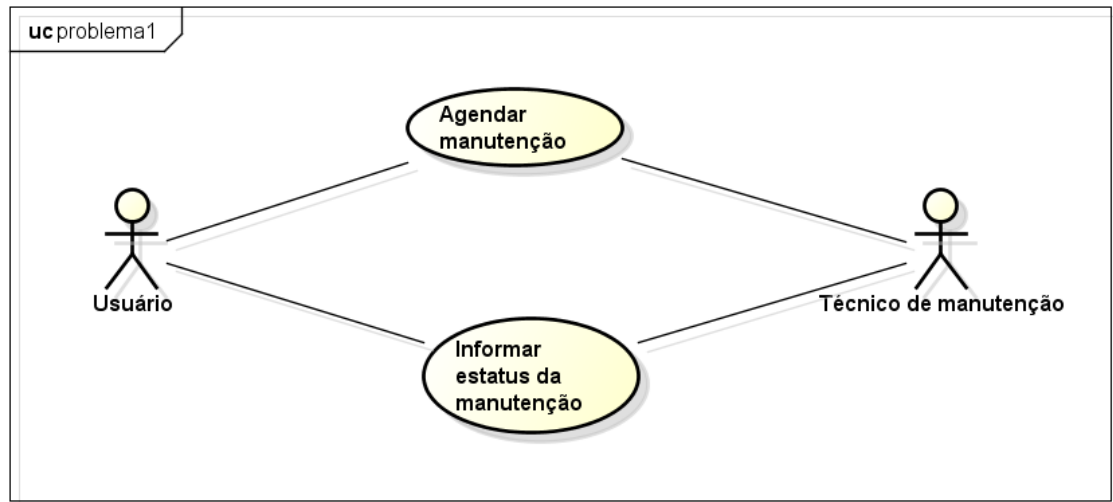 uc problema1
Agendar
manutenção
Usuário
Técnico de manutenção
Informar
estatus da
manutenção